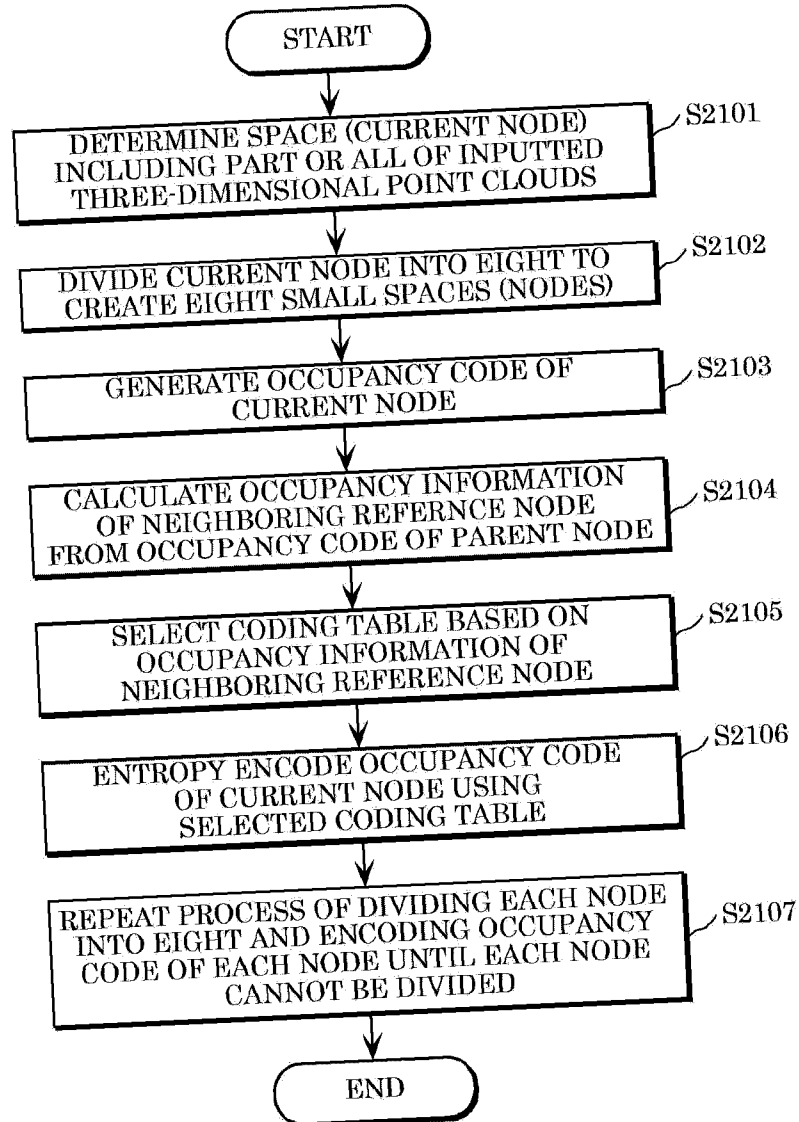 START
DETERMINE SPACE (CURRENT NODE)
INCLUDING PART OR ALL OF INPUTTED
THREE-DIMENSIONAL POINT CLOUDS
S2101
DIVIDE CURRENT NODE INTO EIGHT TO
CREATE EIGHT SMALL SPACES (NODES)
S2102
GENERATE OCCUPANCY CODE OF
CURRENT NODE
S2103
CALCULATE OCCUPANCY INFORMATION
OF NEIGHBORING REFERNCE NODE
FROM OCCUPANCY CODE OF PARENT NODE
S2104
SELECT CODING TABLE BASED ON
OCCUPANCY INFORMATION OF
NEIGHBORING REFERENCE NODE
S2105
ENTROPY ENCODE OCCUPANCY CODE
OF CURRENT NODE USING
SELECTED CODING TABLE
S2106
REPEAT PROCESS OF DIVIDING EACH NODE
INTO EIGHT AND ENCODING OCCUPANCY
CODE OF EACH NODE UNTIL EACH NODE
CANNOT BE DIVIDED
S2107
END